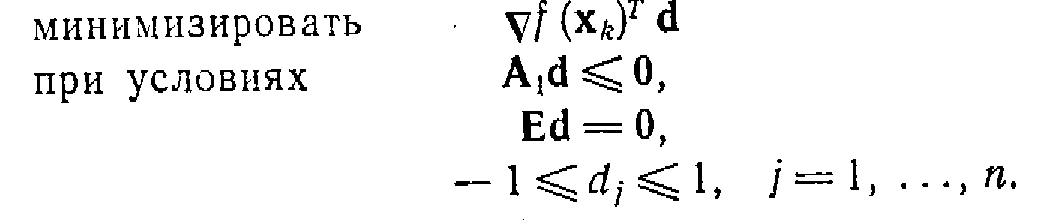 минимизировать ∇f (x_k)^T d
при условиях A_1 d ⩽ 0,
Ed = 0,
— 1 ⩽ d_j ⩽ 1, j = 1, ..., n.